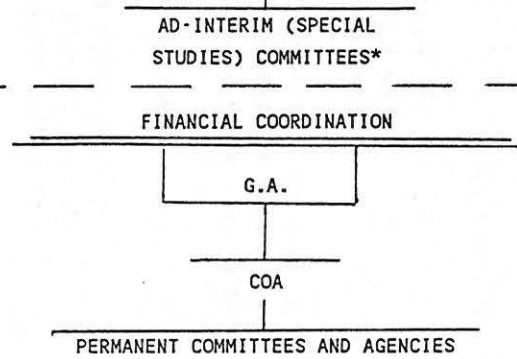 AD-INTERIM (SPECIAL
STUDIES) COMMITTEES*
FINANCIAL COORDINATION
G.A.
COA
PERMANENT COMMITTEES AND AGENCIES